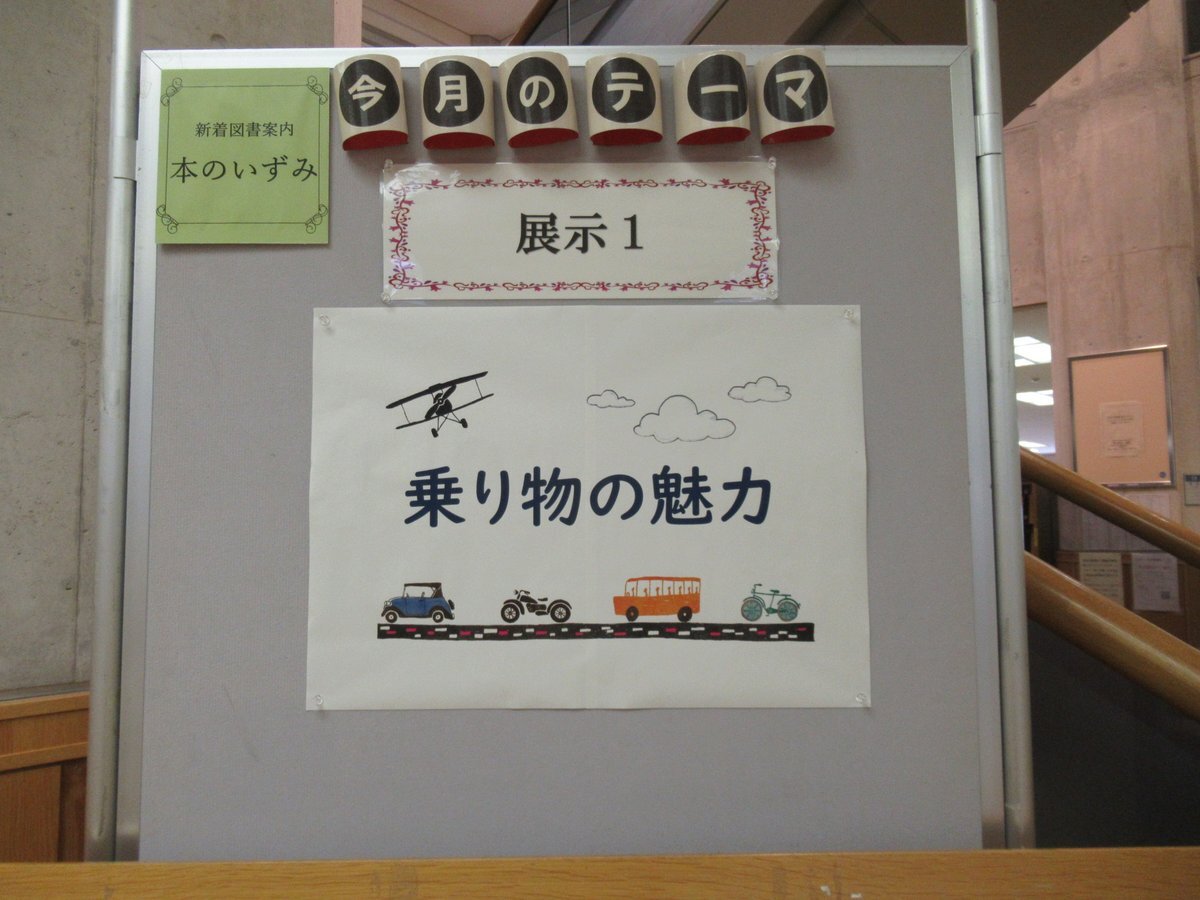 新着図書案内
本のいずみ
今月のテーマ
展示1
乗り物の魅力